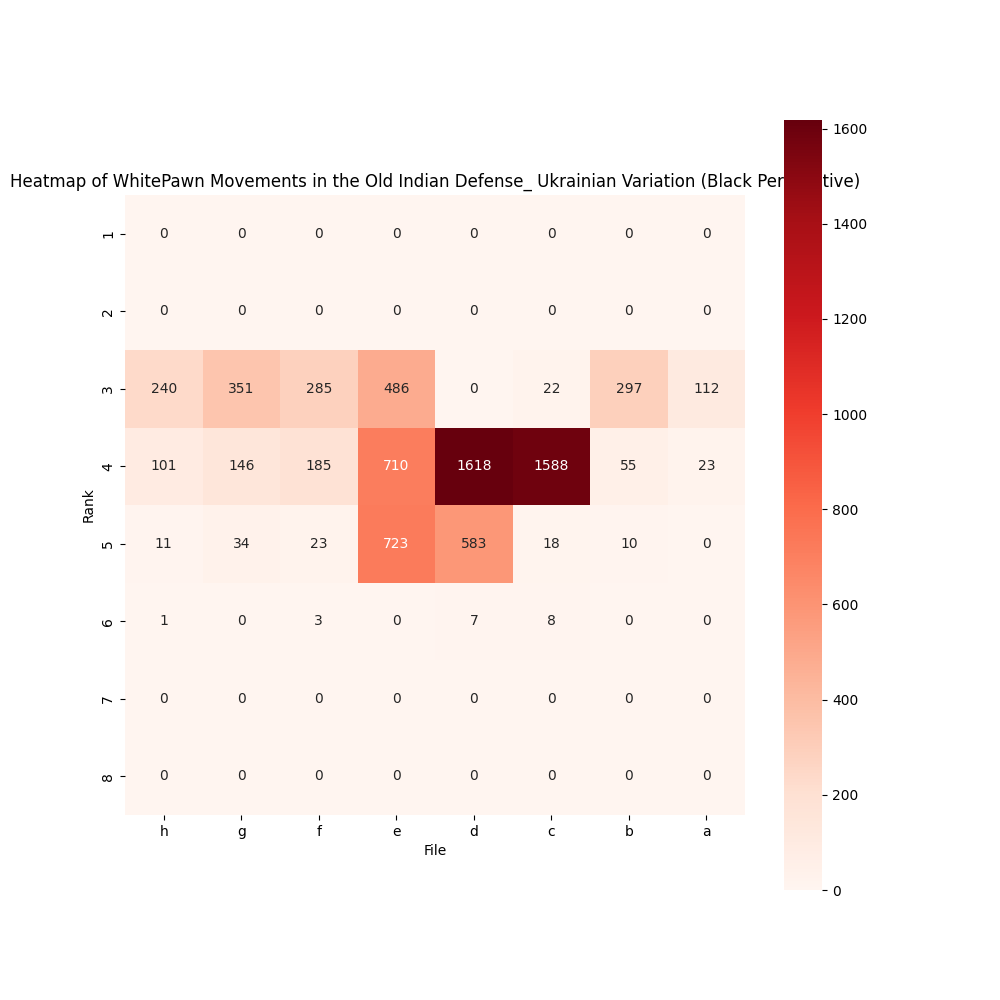 Heatmap of WhitePawn Movements in the Old Indian Defense_ Ukrainian Variation (Black Per tive)
1600
1400
1200
1000
800
600
400
200
0
Rank
1 0 0 0 0 0 0 0 0
2 0 0 0 0 0 0 0 0
3 240 351 285 486 0 22 297 112
4 101 146 185 710 1618 1588 55 23
5 11 34 23 723 583 18 10 0
6 1 0 3 0 7 8 0 0
7 0 0 0 0 0 0 0 0
8 0 0 0 0 0 0 0 0
h g f e d c b a
File